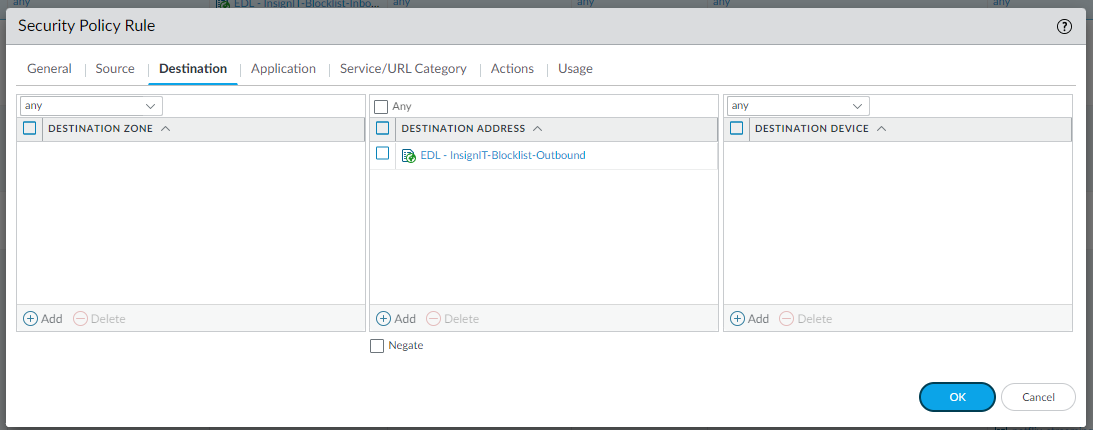 any EDL - InsignIT-Blocklist-Inbo... any any any any
Security Policy Rule
General Source Destination Application Service/URL Category Actions Usage
any Any any
DESTINATION ZONE DESTINATION ADDRESS DESTINATION DEVICE
EDL - InsignIT-Blocklist-Outbound
Add Delete Add Delete Add Delete
Negate
OK Cancel